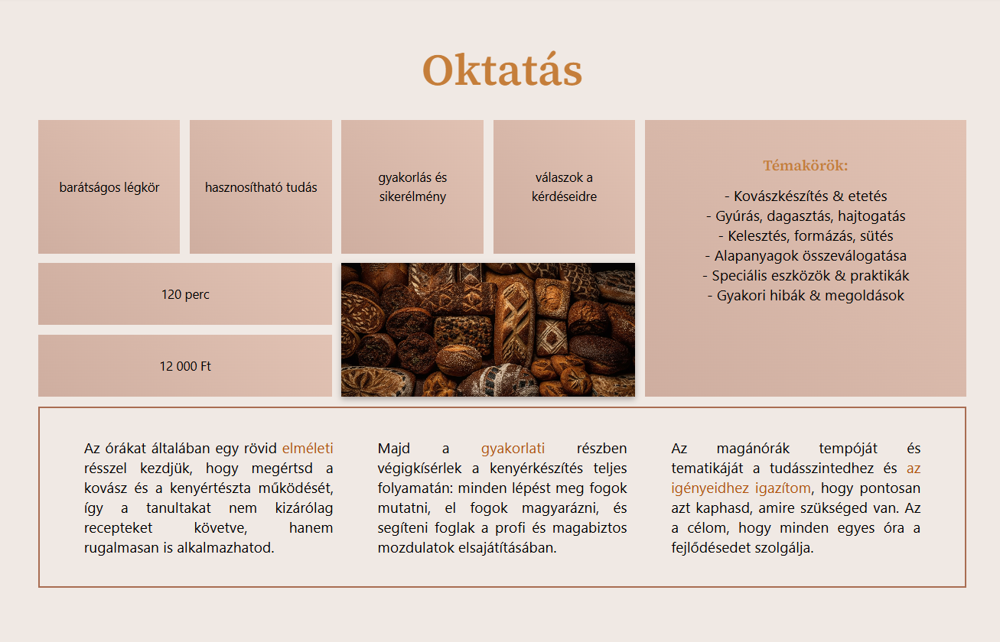 Oktatás
barátságos légkör
hasznosítható tudás
gyakorlás és
sikerélmény
válaszok a
kérdéseidre
120 perc
12 000 Ft
Témakörök:
- Kovászkészítés & etetés
- Gyúrás, dagasztás, hajtogatás
- Kelesztés, formázás, sütés
- Alapanyagok összeválogatása
- Speciális eszközök & praktikák
- Gyakori hibák & megoldások
Az órákat általában egy rövid elméleti
résszel kezdjük, hogy megértsd a
kovász és a kenyértészta működését,
így a tanultakat nem kizárólag
recepteket követve, hanem
rugalmasan is alkalmazhatod.
Majd a gyakorlati részben
végigkísérlek a kenyérkészítés teljes
folyamatán: minden lépést meg fogok
mutatni, el fogok magyarázni, és
segíteni foglak a profi és magabiztos
mozdulatok elsajátításában.
Az magánórák tempóját és
tematikáját a tudásszintedhez és az
igényeidhez igazítom, hogy pontosan
azt kaphasd, amire szükséged van. Az
a célom, hogy minden egyes óra a
fejlődésedet szolgálja.